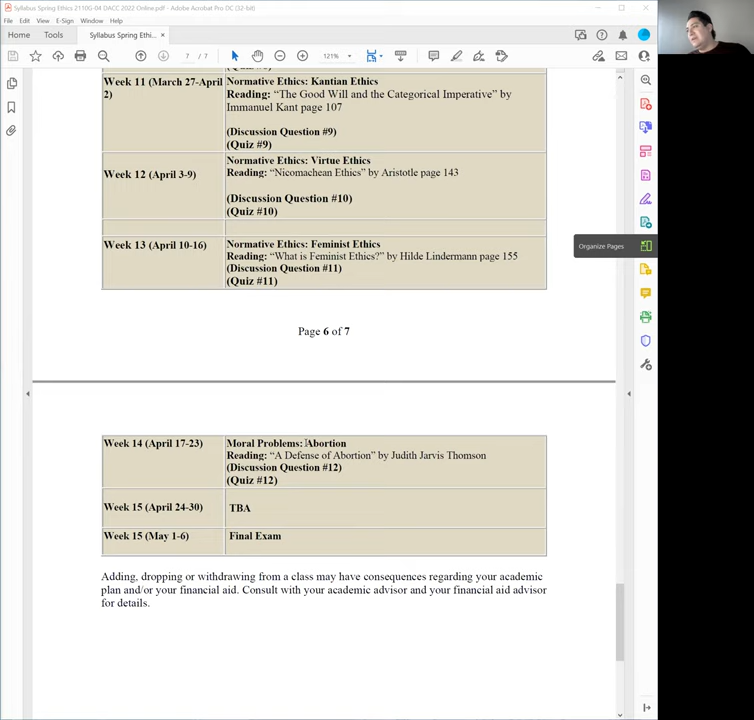 Syllabus Spring Ethics 2110G-04 DACC 2022 Online.pdf - Adobe Acrobat Pro DC (32-bit)
File Edit View E-Sign Window Help
Home Tools Syllabus Spring Ethi... ×
7 / 7 121%
Week 11 (March 27-April 2)
Normative Ethics: Kantian Ethics
Reading: “The Good Will and the Categorical Imperative” by
Immanuel Kant page 107
(Discussion Question #9)
(Quiz #9)
Week 12 (April 3-9)
Normative Ethics: Virtue Ethics
Reading: “Nicomachean Ethics” by Aristotle page 143
(Discussion Question #10)
(Quiz #10)
Week 13 (April 10-16)
Normative Ethics: Feminist Ethics
Reading: “What is Feminist Ethics?” by Hilde Lindermann page 155
(Discussion Question #11)
(Quiz #11)
Organize Pages
Page 6 of 7
Week 14 (April 17-23)
Moral Problems: Abortion
Reading: “A Defense of Abortion” by Judith Jarvis Thomson
(Discussion Question #12)
(Quiz #12)
Week 15 (April 24-30) TBA
Week 15 (May 1-6) Final Exam
Adding, dropping or withdrawing from a class may have consequences regarding your academic
plan and/or your financial aid. Consult with your academic advisor and your financial aid advisor
for details.